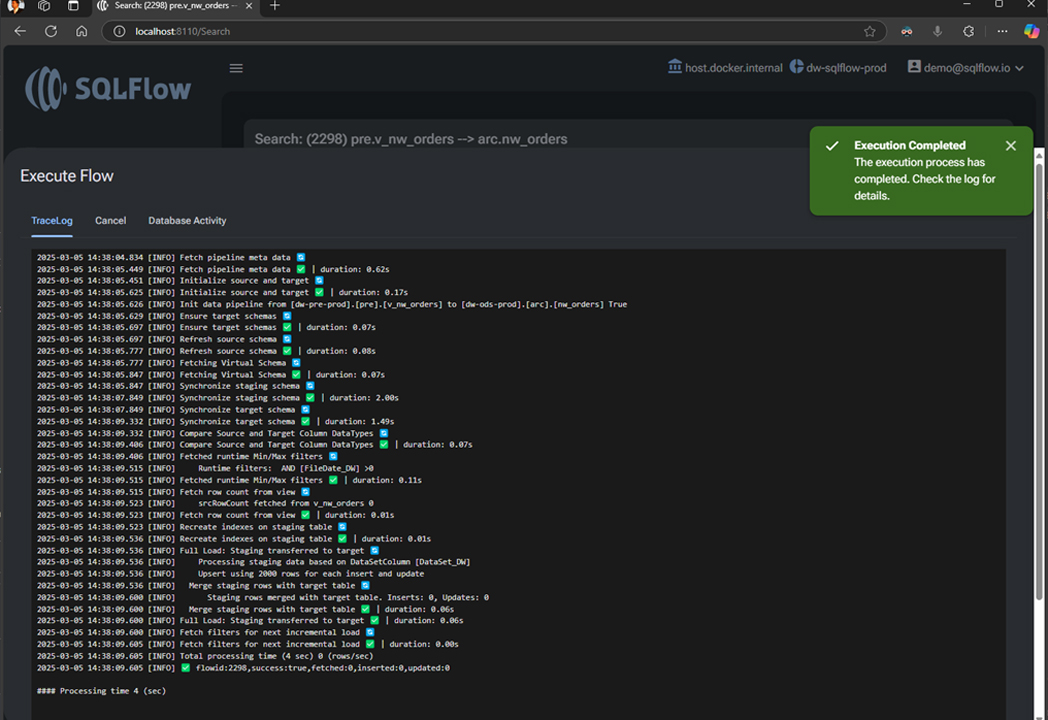 Search: (2298) pre.v_nw_orders --
localhost:8110/Search
SQLFlow
host.docker.internal
dw-sqlflow-prod
demo@sqlflow.io
Search: (2298) pre.v_nw_orders --> arc.nw_orders
Execution Completed
The execution process has
completed. Check the log for
details.
Execute Flow
TraceLog
Cancel
Database Activity
2025-03-05 14:38:04.834 [INFO] Fetch pipeline meta data 🔄
2025-03-05 14:38:05.449 [INFO] Fetch pipeline meta data ✅ | duration: 0.62s
2025-03-05 14:38:05.451 [INFO] Initialize source and target 🔄
2025-03-05 14:38:05.625 [INFO] Initialize source and target ✅ | duration: 0.17s
2025-03-05 14:38:05.626 [INFO] Init data pipeline from [dw-pre-prod].[pre].[v_nw_orders] to [dw-ods-prod].[arc].[nw_orders] True
2025-03-05 14:38:05.629 [INFO] Ensure target schemas 🔄
2025-03-05 14:38:05.697 [INFO] Ensure target schemas ✅ | duration: 0.07s
2025-03-05 14:38:05.697 [INFO] Refresh source schema 🔄
2025-03-05 14:38:05.777 [INFO] Refresh source schema ✅ | duration: 0.08s
2025-03-05 14:38:05.777 [INFO] Fetching Virtual Schema 🔄
2025-03-05 14:38:05.847 [INFO] Fetching Virtual Schema ✅ | duration: 0.07s
2025-03-05 14:38:05.847 [INFO] Synchronize staging schema 🔄
2025-03-05 14:38:07.849 [INFO] Synchronize staging schema ✅ | duration: 2.00s
2025-03-05 14:38:07.849 [INFO] Synchronize target schema 🔄
2025-03-05 14:38:09.332 [INFO] Synchronize target schema ✅ | duration: 1.49s
2025-03-05 14:38:09.332 [INFO] Compare Source and Target Column DataTypes 🔄
2025-03-05 14:38:09.406 [INFO] Compare Source and Target Column DataTypes ✅ | duration: 0.07s
2025-03-05 14:38:09.406 [INFO] Fetched runtime Min/Max filters 🔄
2025-03-05 14:38:09.515 [INFO] Runtime filters: AND [FileDate_DW] >0
2025-03-05 14:38:09.515 [INFO] Fetched runtime Min/Max filters ✅ | duration: 0.11s
2025-03-05 14:38:09.515 [INFO] Fetch row count from view 🔄
2025-03-05 14:38:09.523 [INFO] srcRowCount fetched from v_nw_orders 0
2025-03-05 14:38:09.523 [INFO] Fetch row count from view ✅ | duration: 0.01s
2025-03-05 14:38:09.523 [INFO] Recreate indexes on staging table 🔄
2025-03-05 14:38:09.536 [INFO] Recreate indexes on staging table ✅ | duration: 0.01s
2025-03-05 14:38:09.536 [INFO] Full Load: Staging transferred to target 🔄
2025-03-05 14:38:09.536 [INFO] Processing staging data based on DataSetColumn [DataSet_DW]
2025-03-05 14:38:09.536 [INFO] Upsert using 2000 rows for each insert and update
2025-03-05 14:38:09.536 [INFO] Merge staging rows with target table 🔄
2025-03-05 14:38:09.600 [INFO] Staging rows merged with target table. Inserts: 0, Updates: 0
2025-03-05 14:38:09.600 [INFO] Merge staging rows with target table ✅ | duration: 0.06s
2025-03-05 14:38:09.600 [INFO] Full Load: Staging transferred to target ✅ | duration: 0.06s
2025-03-05 14:38:09.600 [INFO] Fetch filters for next incremental load 🔄
2025-03-05 14:38:09.605 [INFO] Fetch filters for next incremental load ✅ | duration: 0.00s
2025-03-05 14:38:09.605 [INFO] Total processing time (4 sec) 0 (rows/sec)
2025-03-05 14:38:09.605 [INFO] ✅ flowid:2298,success:true,fetched:0,inserted:0,updated:0
#### Processing time 4 (sec)